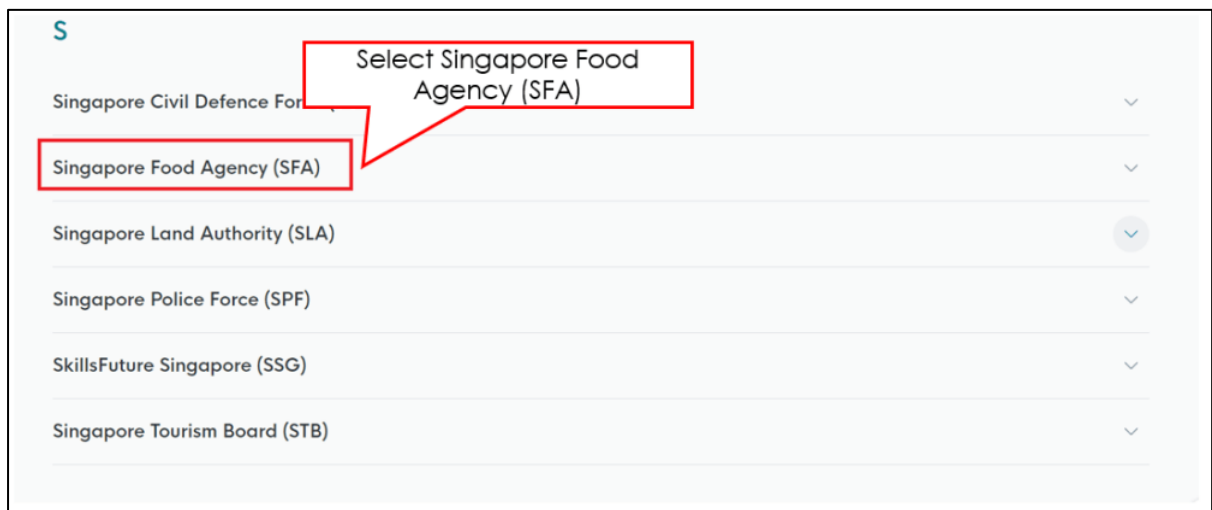 S
Select Singapore Food
Agency (SFA)
Singapore Civil Defence For
Singapore Food Agency (SFA)
Singapore Land Authority (SLA)
Singapore Police Force (SPF)
SkillsFuture Singapore (SSG)
Singapore Tourism Board (STB)